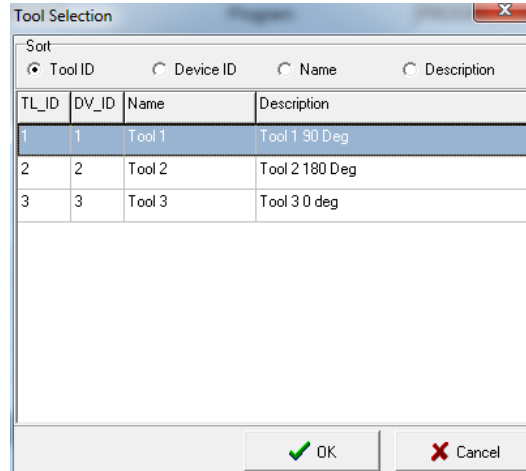 Tool Selection Program
Sort
Tool ID Device ID Name Description
TL_ID DV_ID Name Description
1 1 Tool 1 Tool 1 90 Deg
2 2 Tool 2 Tool 2 180 Deg
3 3 Tool 3 Tool 3 0 deg
OK Cancel